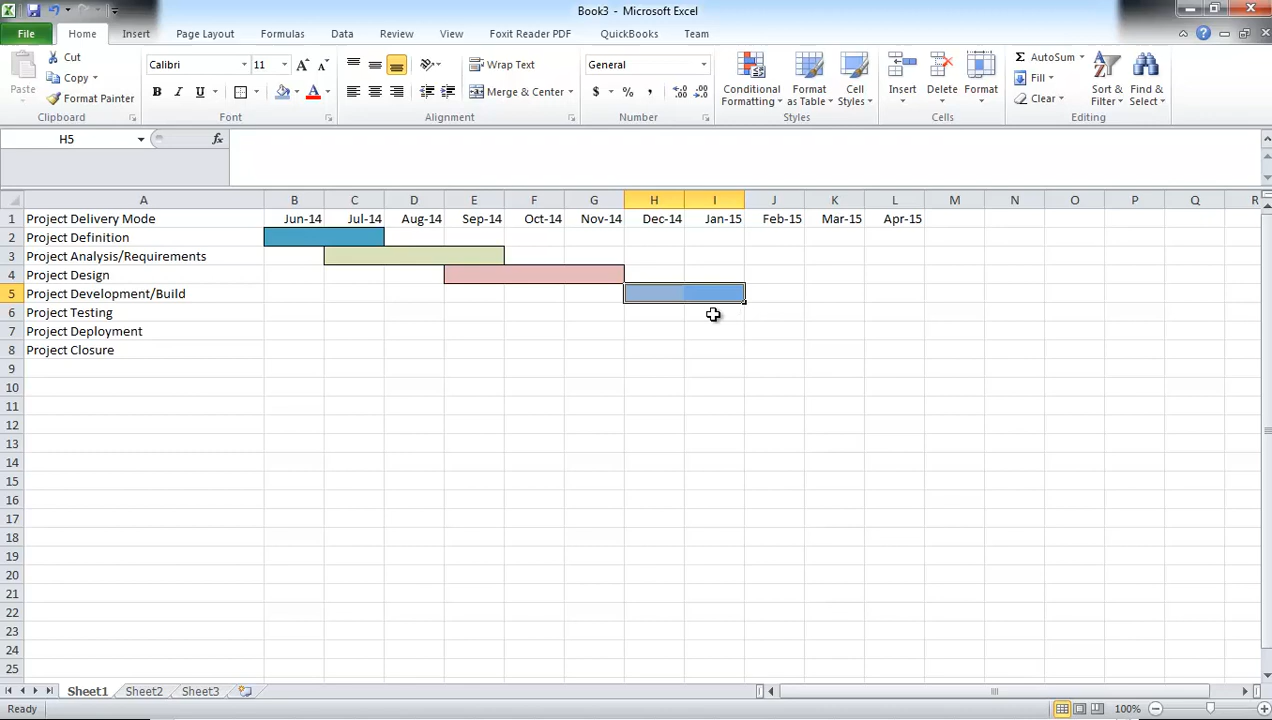 Book3 - Microsoft Excel
File Home Insert Page Layout Formulas Data Review View Foxit Reader PDF QuickBooks Team
Paste Cut Copy Format Painter Clipboard
Calibri 11 B I U A Font
Wrap Text Merge & Center Alignment
General $ % , Number
Conditional Formatting Format as Table Cell Styles Styles
Insert Delete Format Cells
AutoSum Fill Clear Sort & Filter Find & Select Editing
H5 fx
A B C D E F G H I J K L M N O P Q R
1 Project Delivery Mode Jun-14 Jul-14 Aug-14 Sep-14 Oct-14 Nov-14 Dec-14 Jan-15 Feb-15 Mar-15 Apr-15
2 Project Definition
3 Project Analysis/Requirements
4 Project Design
5 Project Development/Build
6 Project Testing
7 Project Deployment
8 Project Closure
9
10
11
12
13
14
15
16
17
18
19
20
21
22
23
24
25
Sheet1 Sheet2 Sheet3
Ready 100%